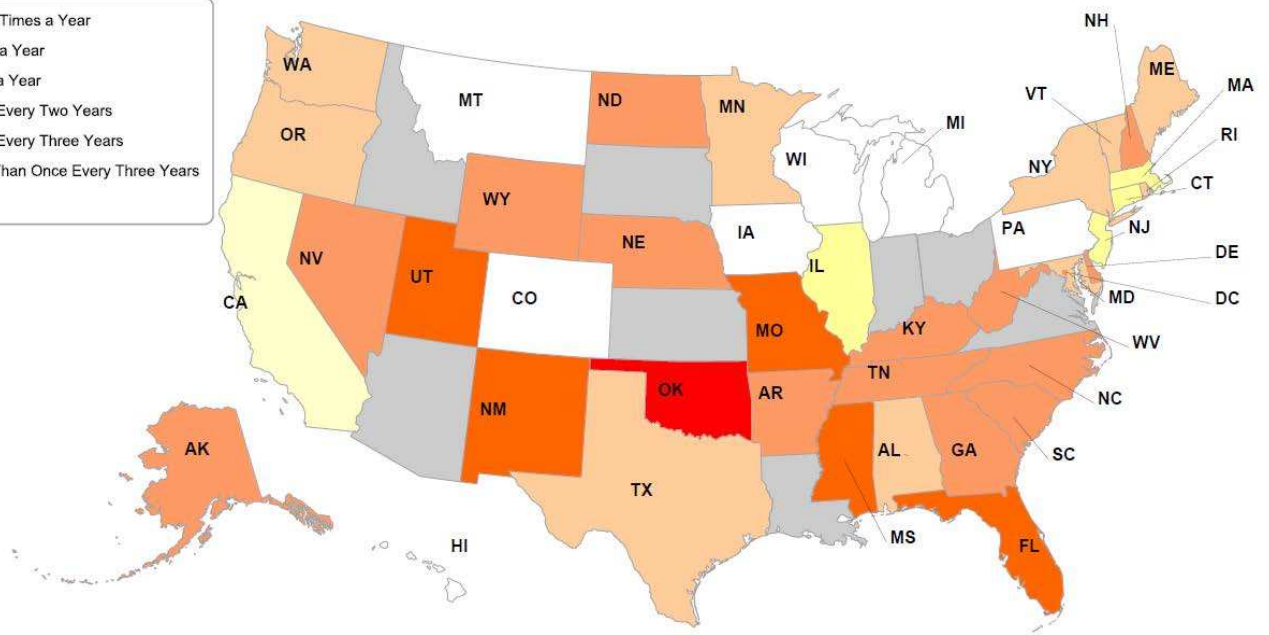 Times a Year
a Year
a Year
Every Two Years
Every Three Years
Than Once Every Three Years
NH
WA
ME
MA
VT
MT
ND
MN
MI
RI
OR
WI
NY
CT
WY
IA
PA
NJ
NE
NV
IL
DE
UT
CO
MD
DC
CA
MO
KY
WV
TN
OK
AR
NC
NM
AK
AL
GA
SC
TX
MS
HI
FL